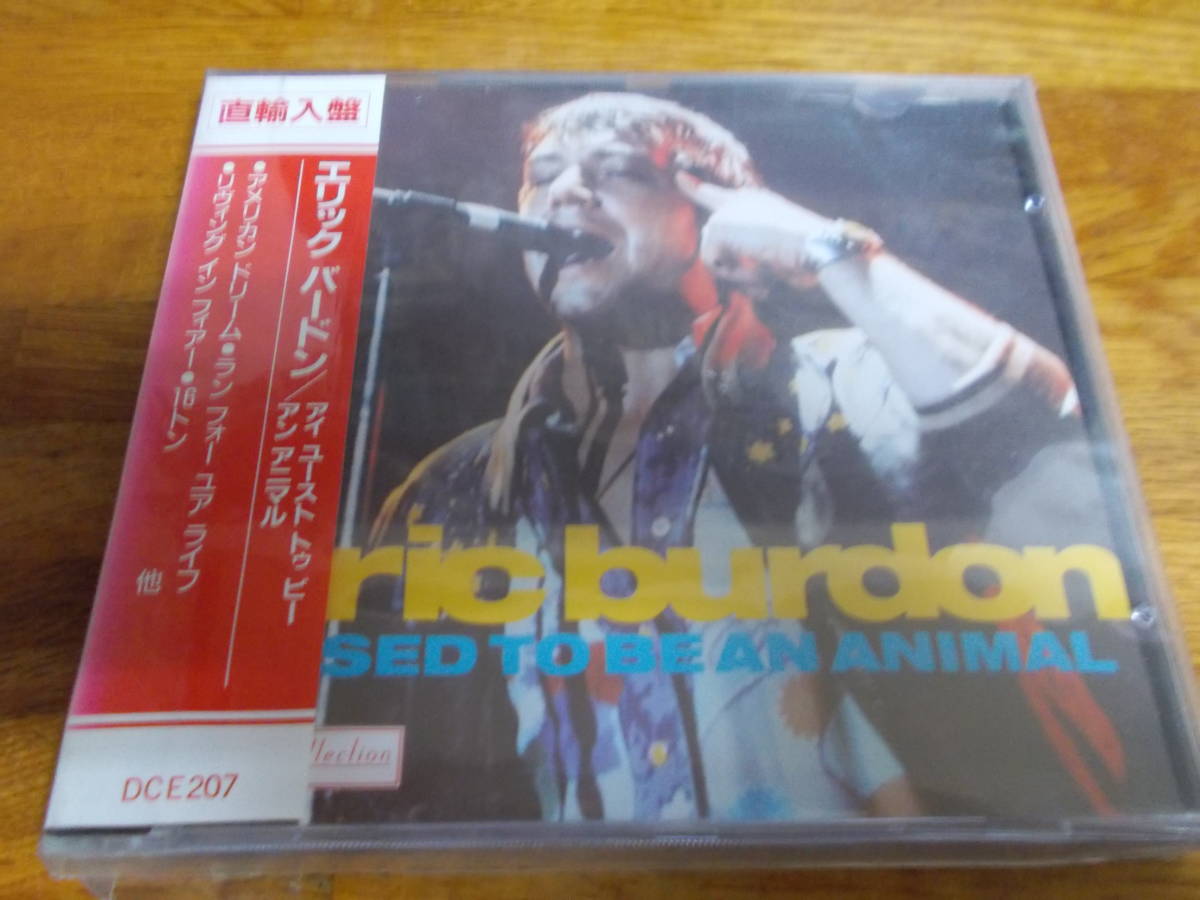 直輸入盤
エリック バードン/アイ ユースト トゥ ビー
アン アニマル
●アメリカン ドリーム●ラン フォー ユア ライフ
●リヴィング イン フィアー●16トン
他
DCE207
ric burdon
SED TO BE AN ANIMAL
llection